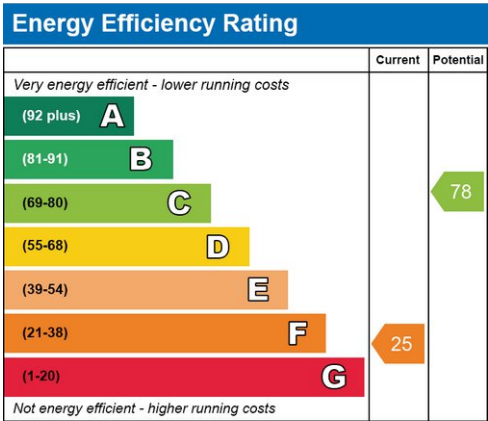 Energy Efficiency Rating
Current Potential
Very energy efficient - lower running costs
(92 plus) A
(81-91) B
(69-80) C
78
(55-68) D
(39-54) E
(21-38) F
25
(1-20) G
Not energy efficient - higher running costs